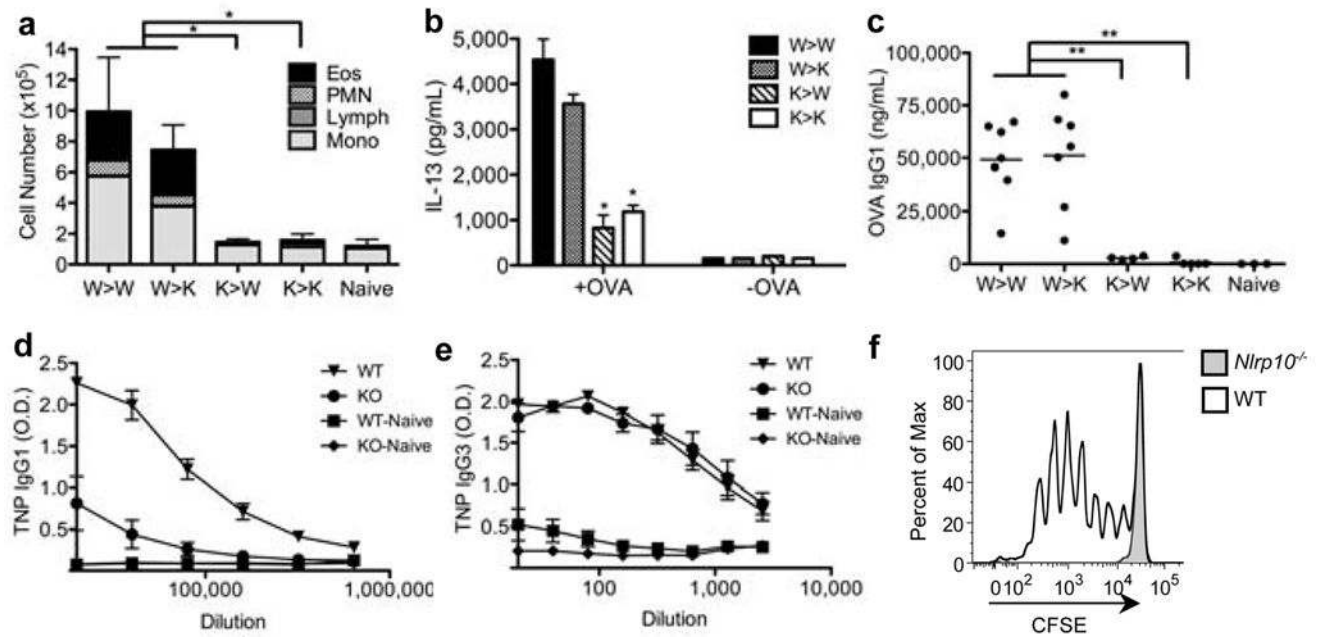 a
*
*
Cell Number (x10⁵)
14
12
10
8
6
4
2
0
Eos
PMN
Lymph
Mono
W>W W>K K>W K>K Naive
b
IL-13 (pg/mL)
5,000
4,000
3,000
2,000
1,000
0
W>W
W>K
K>W
K>K
* *
+OVA -OVA
c
**
**
OVA IgG1 (ng/mL)
100,000
75,000
50,000
25,000
0
W>W W>K K>W K>K Naive
d
TNP IgG1 (O.D.)
2.5
2.0
1.5
1.0
0.5
WT
KO
WT-Naive
KO-Naive
100,000 1,000,000
Dilution
e
TNP IgG3 (O.D.)
2.5
2.0
1.5
1.0
0.5
WT
KO
WT-Naive
KO-Naive
100 1,000 10,000
Dilution
f
Percent of Max
100
80
60
40
20
0
Nlrp10⁻/⁻
WT
0 10² 10³ 10⁴ 10⁵
CFSE